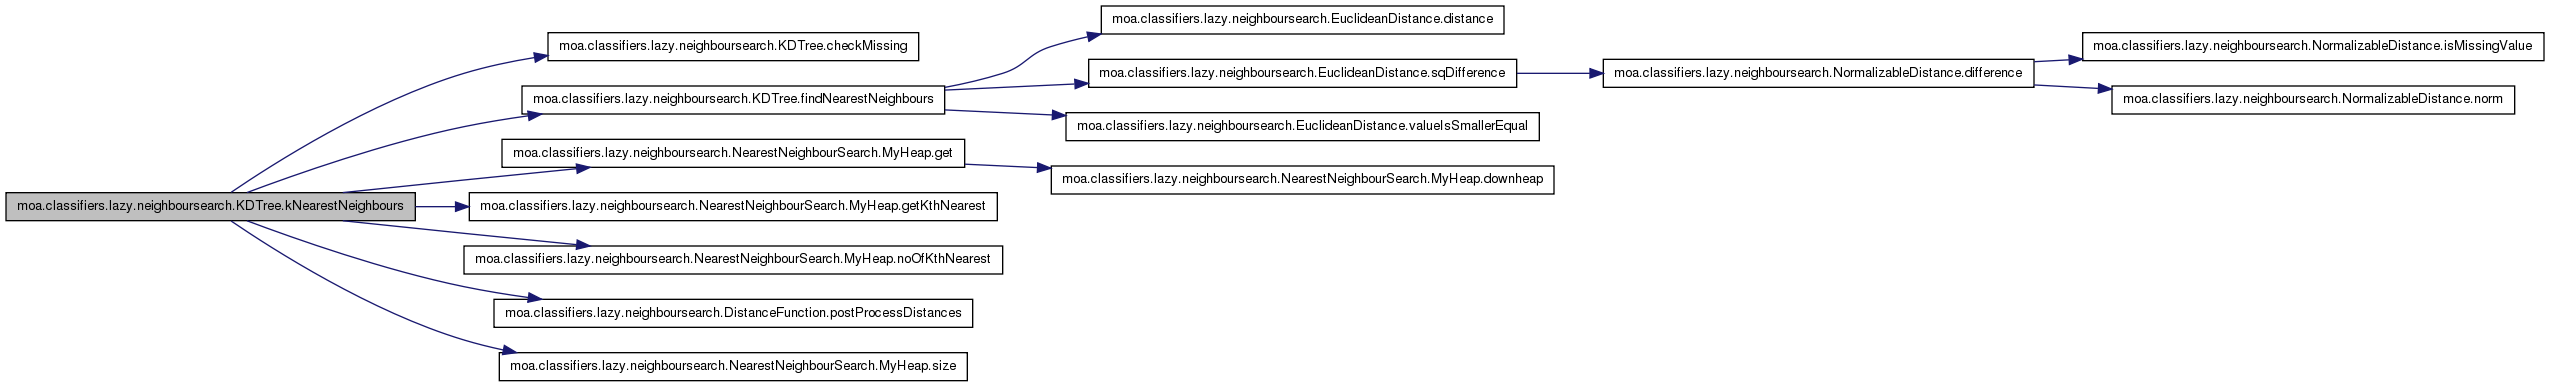 moa.classifiers.lazy.neighboursearch.EuclideanDistance.distance
moa.classifiers.lazy.neighboursearch.KDTree.checkMissing
moa.classifiers.lazy.neighboursearch.NormalizableDistance.isMissingValue
moa.classifiers.lazy.neighboursearch.EuclideanDistance.sqDifference
moa.classifiers.lazy.neighboursearch.NormalizableDistance.difference
moa.classifiers.lazy.neighboursearch.KDTree.findNearestNeighbours
moa.classifiers.lazy.neighboursearch.NormalizableDistance.norm
moa.classifiers.lazy.neighboursearch.EuclideanDistance.valueIsSmallerEqual
moa.classifiers.lazy.neighboursearch.NearestNeighbourSearch.MyHeap.get
moa.classifiers.lazy.neighboursearch.NearestNeighbourSearch.MyHeap.downheap
moa.classifiers.lazy.neighboursearch.KDTree.kNearestNeighbours
moa.classifiers.lazy.neighboursearch.NearestNeighbourSearch.MyHeap.getKthNearest
moa.classifiers.lazy.neighboursearch.NearestNeighbourSearch.MyHeap.noOfKthNearest
moa.classifiers.lazy.neighboursearch.DistanceFunction.postProcessDistances
moa.classifiers.lazy.neighboursearch.NearestNeighbourSearch.MyHeap.size